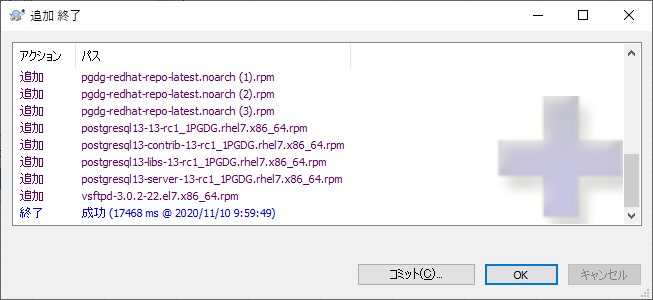 追加 終了
アクション パス
追加 pgdg-redhat-repo-latest.noarch (1).rpm
追加 pgdg-redhat-repo-latest.noarch (2).rpm
追加 pgdg-redhat-repo-latest.noarch (3).rpm
追加 postgresql13-13-rc1_1PGDG.rhel7.x86_64.rpm
追加 postgresql13-contrib-13-rc1_1PGDG.rhel7.x86_64.rpm
追加 postgresql13-libs-13-rc1_1PGDG.rhel7.x86_64.rpm
追加 postgresql13-server-13-rc1_1PGDG.rhel7.x86_64.rpm
追加 vsftpd-3.0.2-22.el7.x86_64.rpm
終了 成功 (17468 ms @ 2020/11/10 9:59:49)
コミット(C)... OK キャンセル